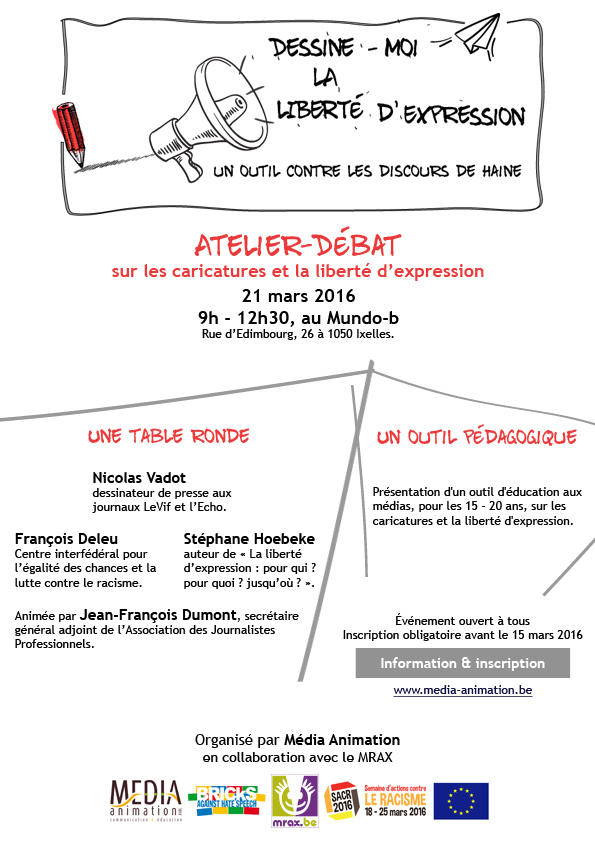 DESSINE - MOI
LA
LIBERTÉ D'EXPRESSION
UN OUTIL CONTRE LES DISCOURS DE HAINE
ATELIER-DÉBAT
sur les caricatures et la liberté d'expression
21 mars 2016
9h - 12h30, au Mundo-b
Rue d'Edimbourg, 26 à 1050 Ixelles.
UNE TABLE RONDE
Nicolas Vadot
dessinateur de presse aux
journaux LeVif et l'Echo.
François Deleu
Centre interfédéral pour
l'égalité des chances et la
lutte contre le racisme.
Stéphane Hoebeke
auteur de « La liberté
d'expression : pour qui ?
pour quoi ? jusqu'où ? ».
Animée par Jean-François Dumont, secrétaire
général adjoint de l'Association des Journalistes
Professionnels.
UN OUTIL PÉDAGOGIQUE
Présentation d'un outil d'éducation aux
médias, pour les 15 - 20 ans, sur les
caricatures et la liberté d'expression.
Événement ouvert à tous
Inscription obligatoire avant le 15 mars 2016
Information & inscription
www.media-animation.be
Organisé par Média Animation
en collaboration avec le MRAX
MEDIA
animation
communication & éducation
BRICKS
AGAINST HATE SPEECH
mrax.be
SACR
2016
Semaine d'actions contre
LE RACISME
18 - 25 mars 2016